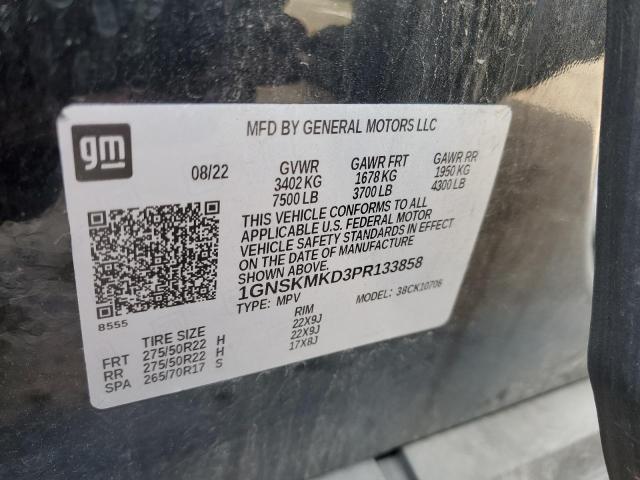 gm
MFD BY GENERAL MOTORS LLC
08/22 GVWR GAWR FRT GAWR RR
3402 KG 1678 KG 1950 KG
7500 LB 3700 LB 4300 LB
THIS VEHICLE CONFORMS TO ALL
APPLICABLE U.S. FEDERAL MOTOR
VEHICLE SAFETY STANDARDS IN EFFECT
ON THE DATE OF MANUFACTURE
SHOWN ABOVE.
1GNSKMKD3PR133858
TYPE: MPV MODEL: 38CK10706
8555
TIRE SIZE RIM
FRT 275/50R22 H 22X9J
RR 275/50R22 H 22X9J
SPA 265/70R17 S 17X8J